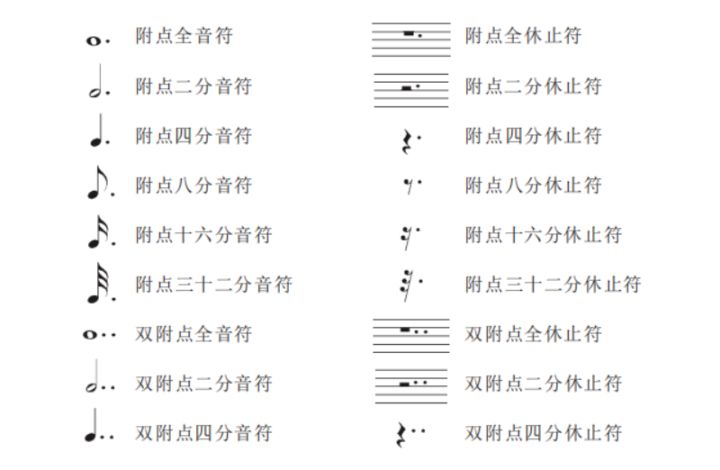 附点全音符 附点全休止符
附点二分音符 附点二分休止符
附点四分音符 附点四分休止符
附点八分音符 附点八分休止符
附点十六分音符 附点十六分休止符
附点三十二分音符 附点三十二分休止符
双附点全音符 双附点全休止符
双附点二分音符 双附点二分休止符
双附点四分音符 双附点四分休止符